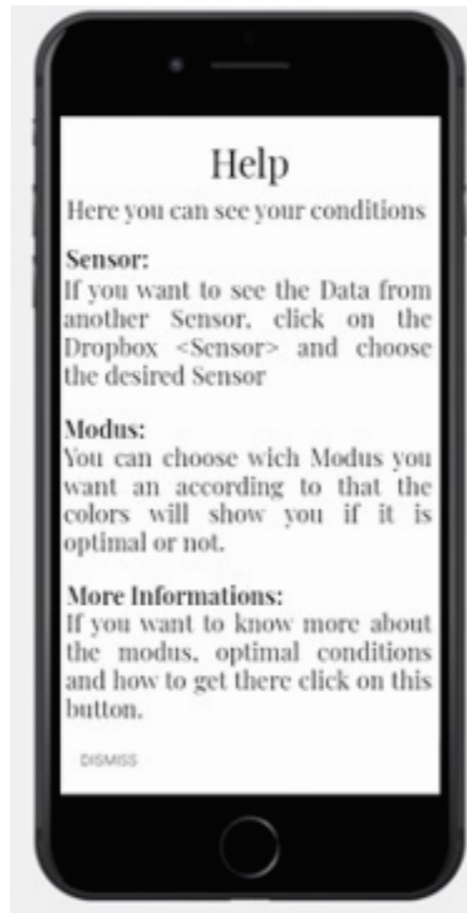 Help
Here you can see your conditions
Sensor:
If you want to see the Data from
another Sensor, click on the
Dropbox <Sensor> and choose
the desired Sensor
Modus:
You can choose wich Modus you
want an according to that the
colors will show you if it is
optimal or not.
More Informations:
If you want to know more about
the modus, optimal conditions
and how to get there click on this
button.
DISMISS